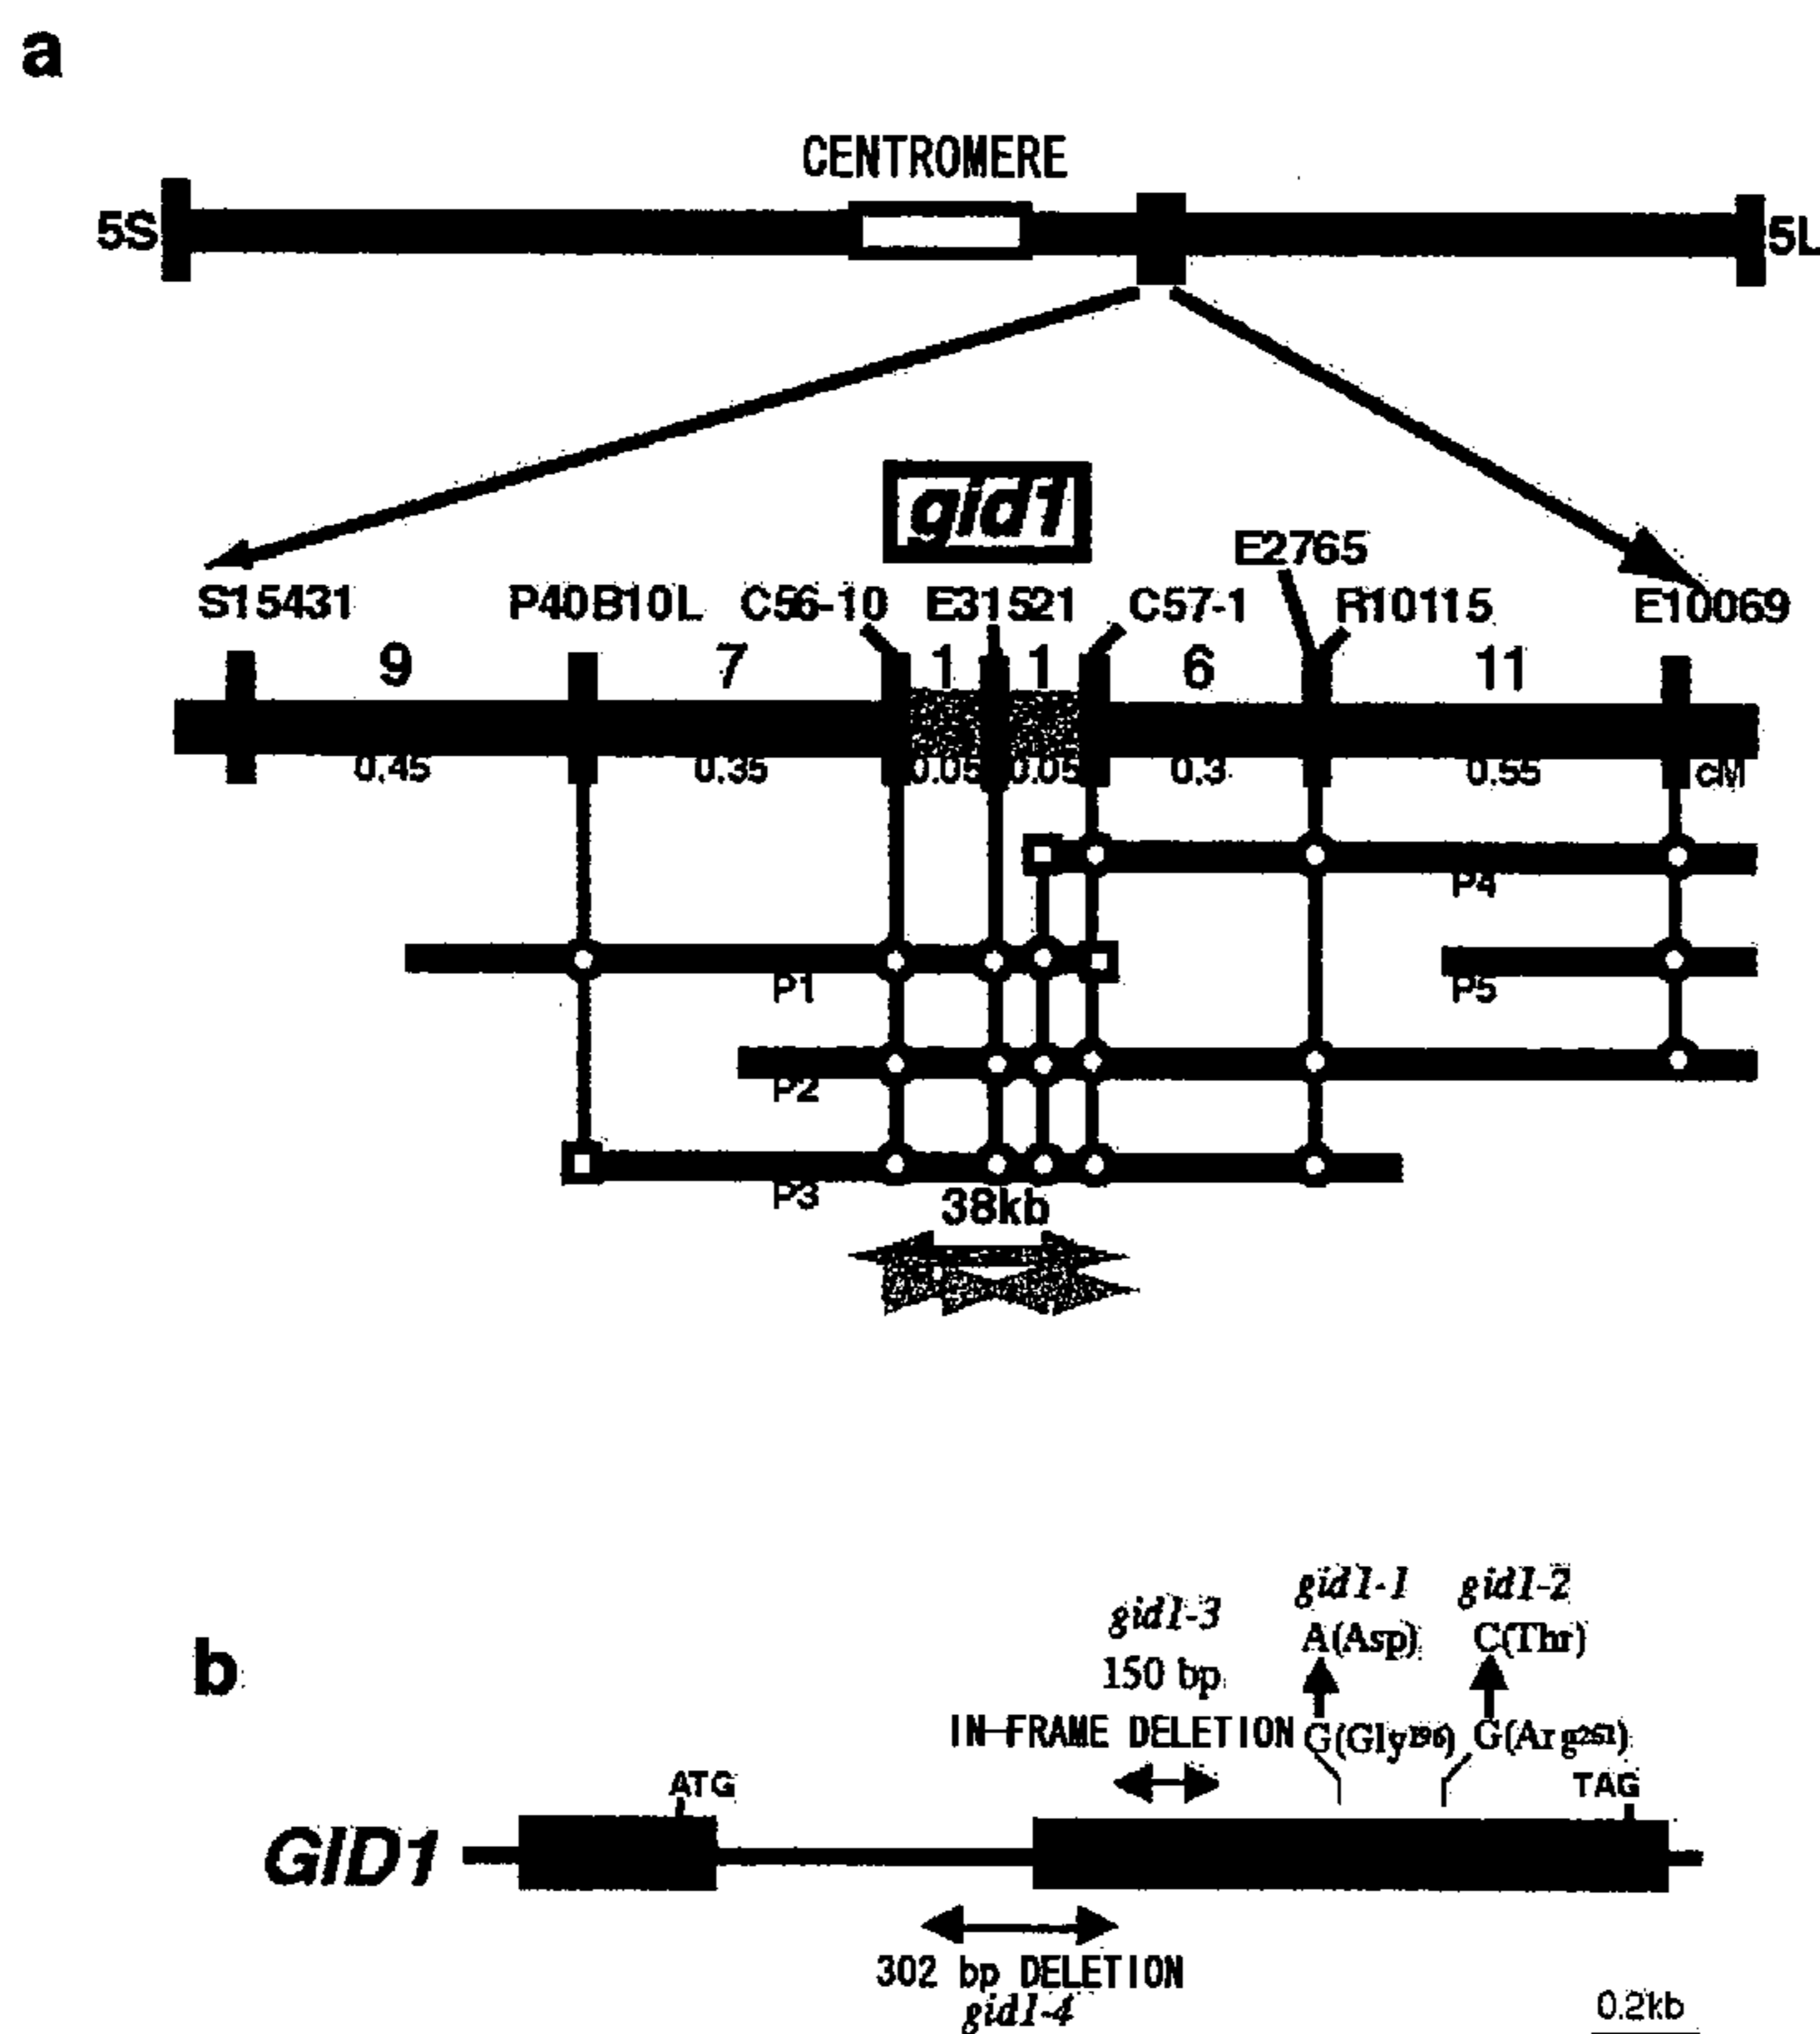 a
CENTROMERE
5S 5L
gid1
E2765
S15431 P40B10L C56-10 E31521 C57-1 R10115 E10069
9 7 1 1 6 11
0.45 0.35 0.05 0.05 0.3 0.55 cM
P4
P1 P5
P2
P3
38kb
b
gid1-3 gid1-1 gid1-2
150 bp A(Asp) C(Thr)
IN-FRAME DELETION G(Gly196) G(Arg251)
ATG TAG
GID1
302 bp DELETION
gid1-4
0.2kb